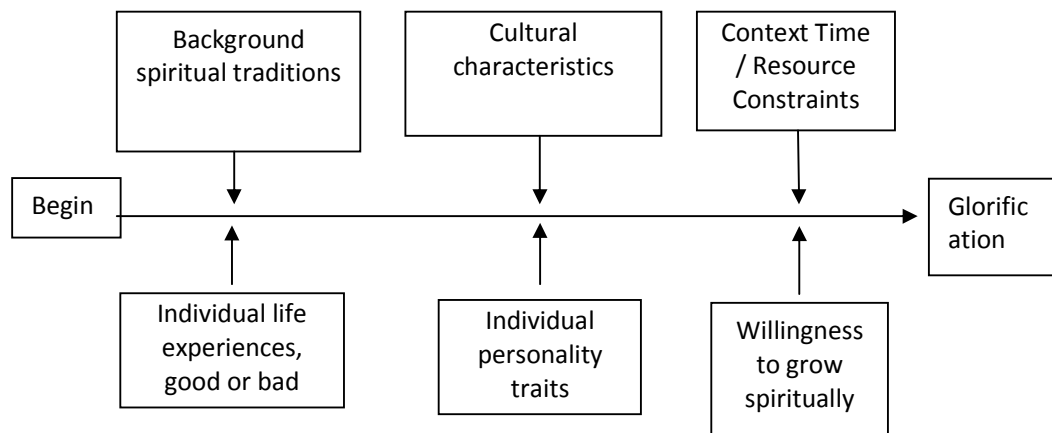 Background
spiritual traditions
Cultural
characteristics
Context Time
/ Resource
Constraints
Begin
Glorific
ation
Individual life
experiences,
good or bad
Individual
personality
traits
Willingness
to grow
spiritually